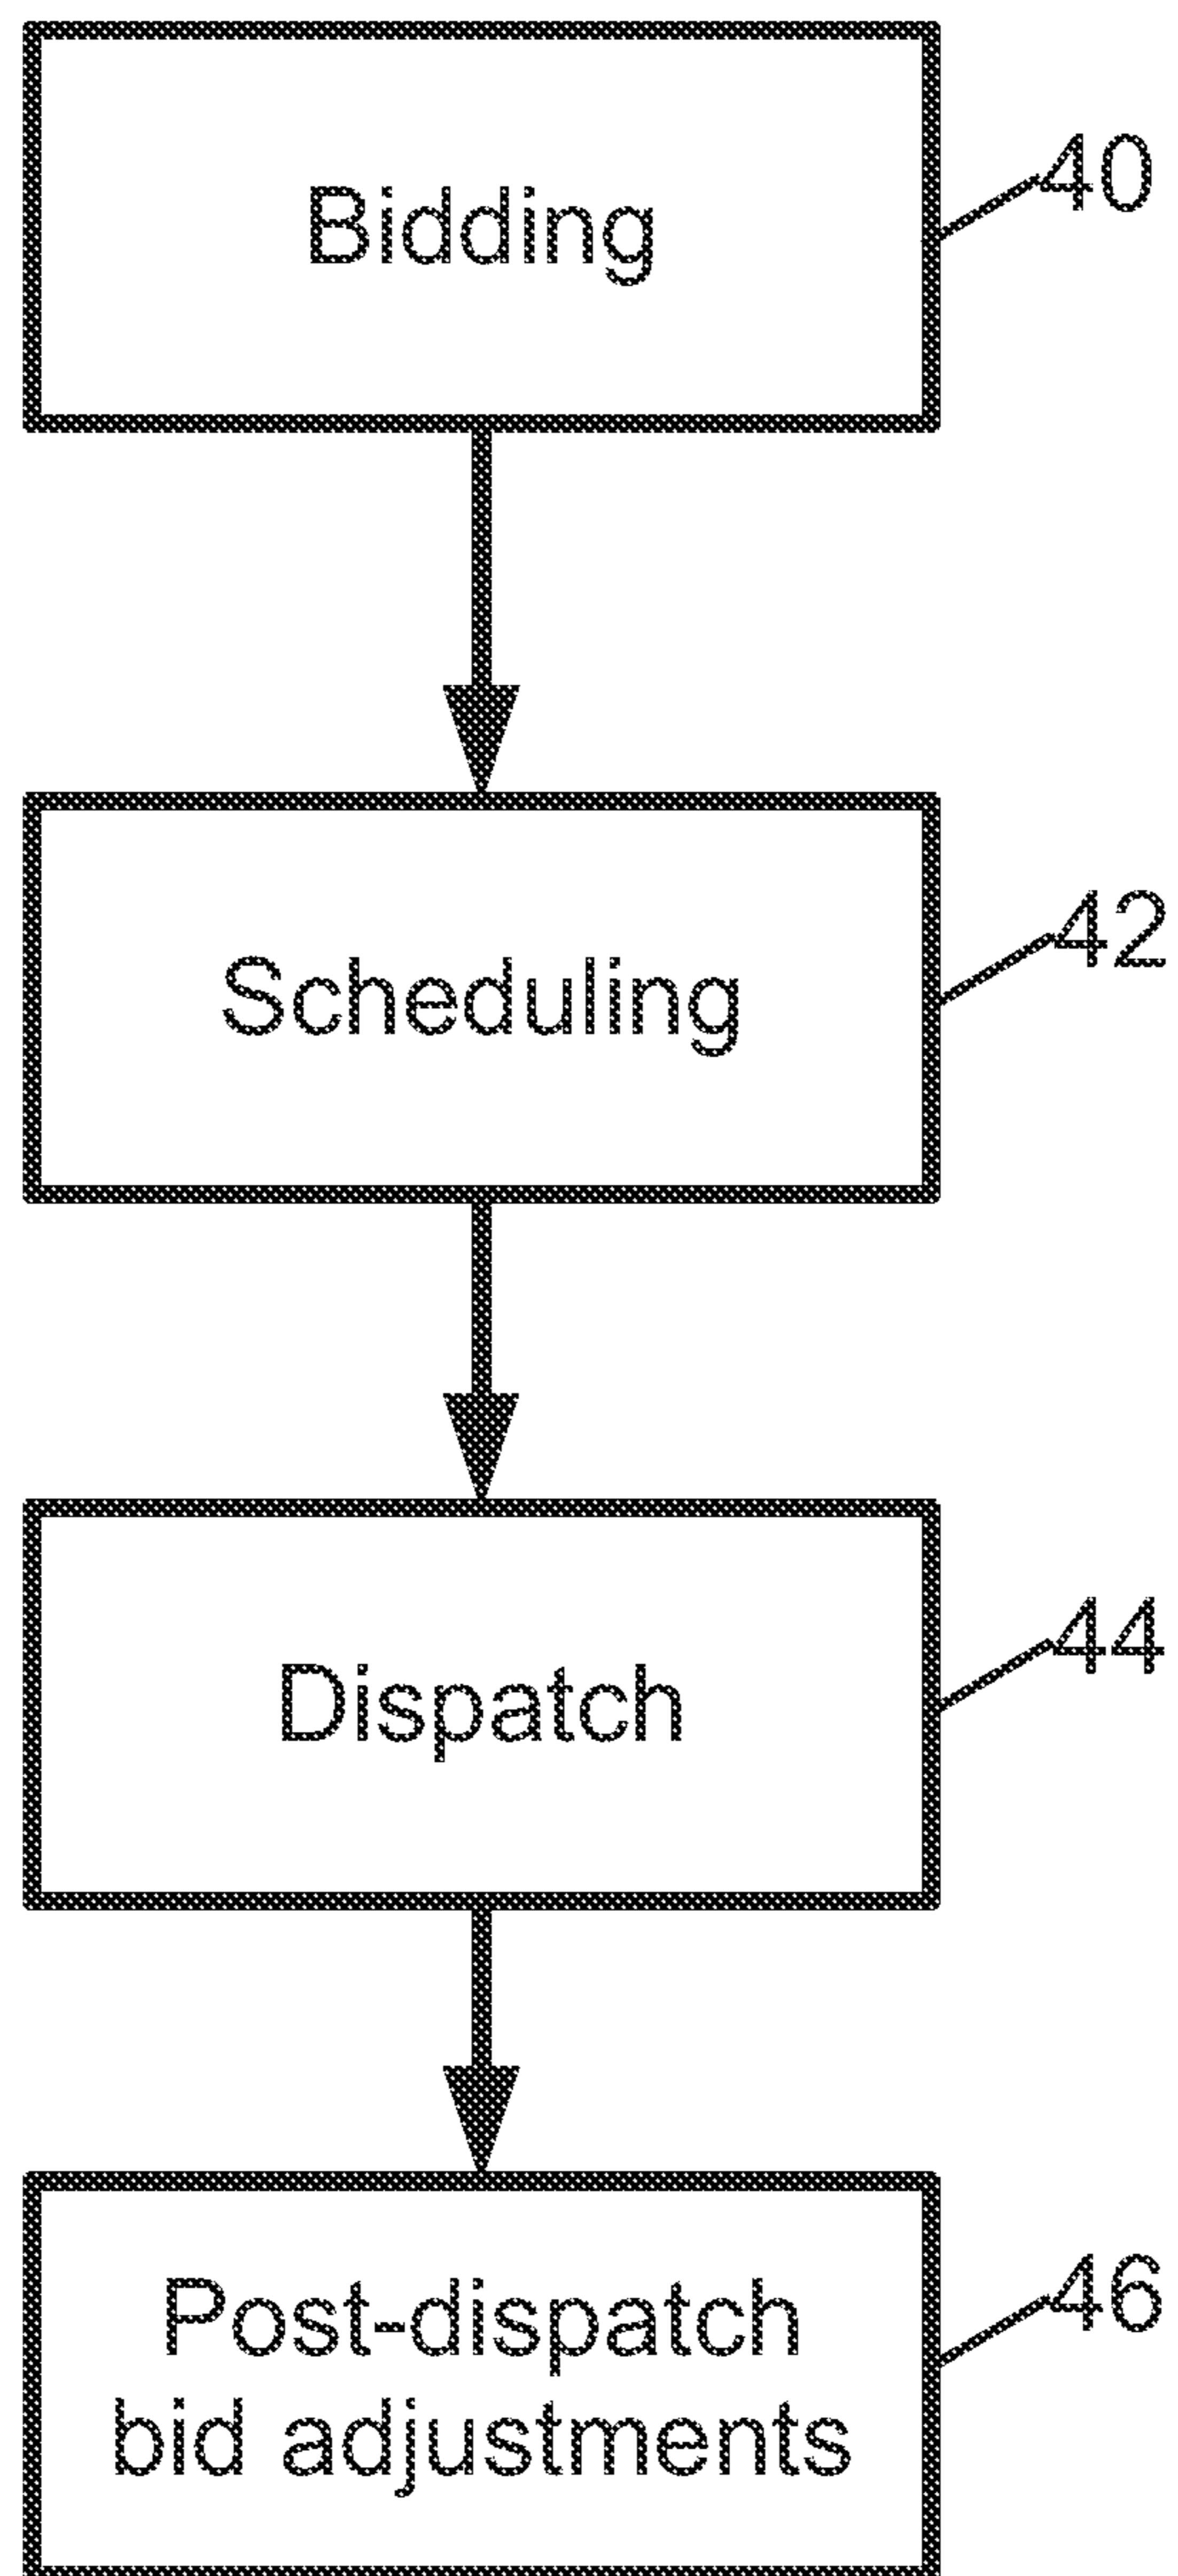 Bidding
40
Scheduling
42
Dispatch
44
Post-dispatch
bid adjustments
46